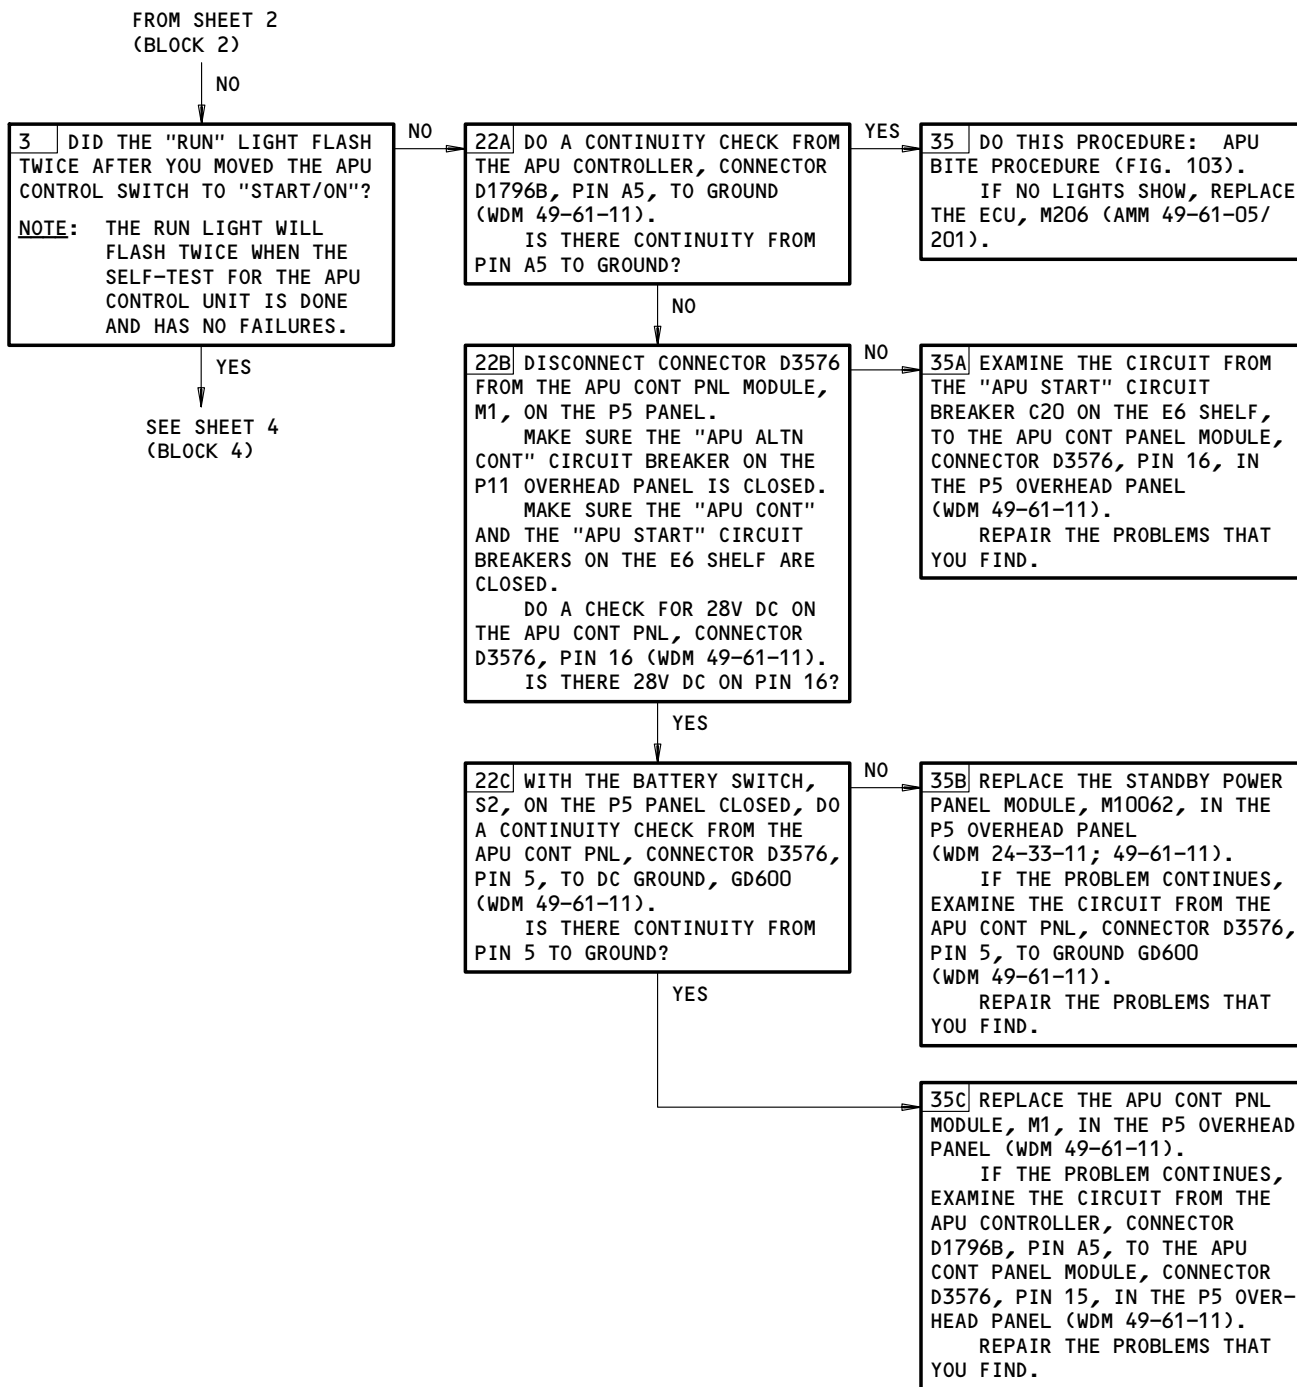 FROM SHEET 2
(BLOCK 2)
NO
3 DID THE "RUN" LIGHT FLASH
TWICE AFTER YOU MOVED THE APU
CONTROL SWITCH TO "START/ON"?
NOTE: THE RUN LIGHT WILL
FLASH TWICE WHEN THE
SELF-TEST FOR THE APU
CONTROL UNIT IS DONE
AND HAS NO FAILURES.
YES
SEE SHEET 4
(BLOCK 4)
NO
22A DO A CONTINUITY CHECK FROM
THE APU CONTROLLER, CONNECTOR
D1796B, PIN A5, TO GROUND
(WDM 49-61-11).
IS THERE CONTINUITY FROM
PIN A5 TO GROUND?
YES
35 DO THIS PROCEDURE: APU
BITE PROCEDURE (FIG. 103).
IF NO LIGHTS SHOW, REPLACE
THE ECU, M206 (AMM 49-61-05/
201).
NO
22B DISCONNECT CONNECTOR D3576
FROM THE APU CONT PNL MODULE,
M1, ON THE P5 PANEL.
MAKE SURE THE "APU ALTN
CONT" CIRCUIT BREAKER ON THE
P11 OVERHEAD PANEL IS CLOSED.
MAKE SURE THE "APU CONT"
AND THE "APU START" CIRCUIT
BREAKERS ON THE E6 SHELF ARE
CLOSED.
DO A CHECK FOR 28V DC ON
THE APU CONT PNL, CONNECTOR
D3576, PIN 16 (WDM 49-61-11).
IS THERE 28V DC ON PIN 16?
NO
35A EXAMINE THE CIRCUIT FROM
THE "APU START" CIRCUIT
BREAKER C20 ON THE E6 SHELF,
TO THE APU CONT PANEL MODULE,
CONNECTOR D3576, PIN 16, IN
THE P5 OVERHEAD PANEL
(WDM 49-61-11).
REPAIR THE PROBLEMS THAT
YOU FIND.
YES
22C WITH THE BATTERY SWITCH,
S2, ON THE P5 PANEL CLOSED, DO
A CONTINUITY CHECK FROM THE
APU CONT PNL, CONNECTOR D3576,
PIN 5, TO DC GROUND, GD600
(WDM 49-61-11).
IS THERE CONTINUITY FROM
PIN 5 TO GROUND?
NO
35B REPLACE THE STANDBY POWER
PANEL MODULE, M10062, IN THE
P5 OVERHEAD PANEL
(WDM 24-33-11; 49-61-11).
IF THE PROBLEM CONTINUES,
EXAMINE THE CIRCUIT FROM THE
APU CONT PNL, CONNECTOR D3576,
PIN 5, TO GROUND GD600
(WDM 49-61-11).
REPAIR THE PROBLEMS THAT
YOU FIND.
YES
35C REPLACE THE APU CONT PNL
MODULE, M1, IN THE P5 OVERHEAD
PANEL (WDM 49-61-11).
IF THE PROBLEM CONTINUES,
EXAMINE THE CIRCUIT FROM THE
APU CONTROLLER, CONNECTOR
D1796B, PIN A5, TO THE APU
CONT PANEL MODULE, CONNECTOR
D3576, PIN 15, IN THE P5 OVER-
HEAD PANEL (WDM 49-61-11).
REPAIR THE PROBLEMS THAT
YOU FIND.